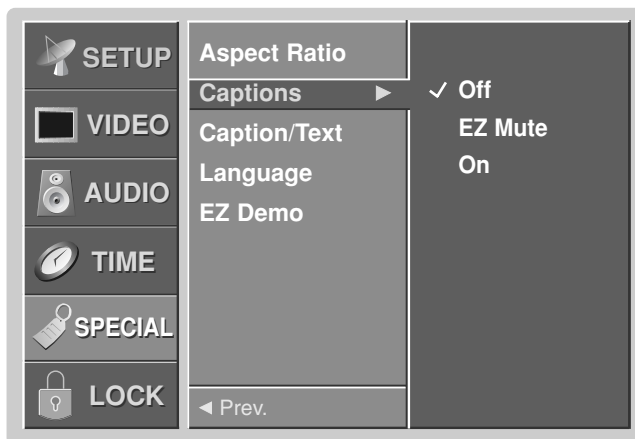 SETUP
VIDEO
AUDIO
TIME
SPECIAL
LOCK
Aspect Ratio
Captions ►
Caption/Text
Language
EZ Demo
◄ Prev.
✓ Off
EZ Mute
On